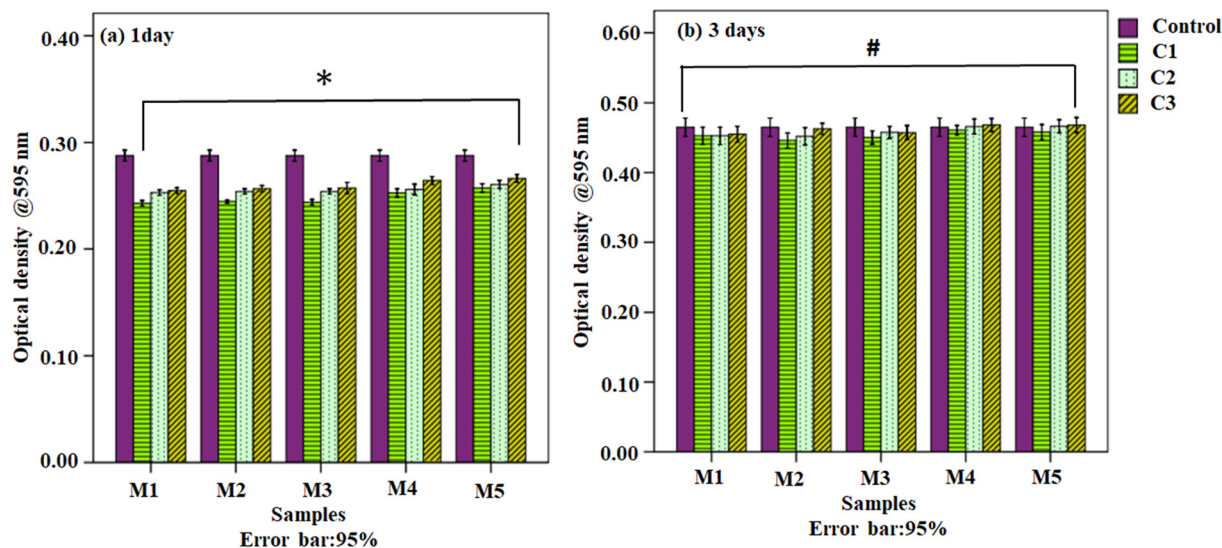 (a) 1day
*
Optical density @595 nm
0.40
0.30
0.20
0.10
0.00
M1 M2 M3 M4 M5
Samples
Error bar:95%
(b) 3 days
#
Optical density @595 nm
0.60
0.50
0.40
0.30
0.20
0.10
0.00
M1 M2 M3 M4 M5
Samples
Error bar:95%
Control
C1
C2
C3